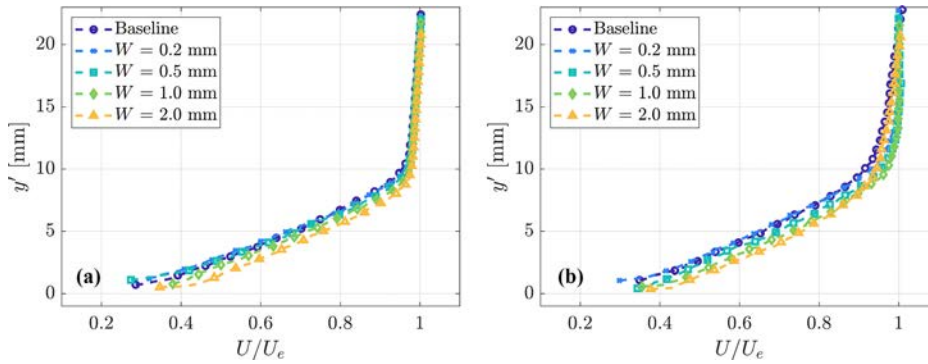 Baseline
W = 0.2 mm
W = 0.5 mm
W = 1.0 mm
W = 2.0 mm
20
15
10
5
0
y′ [mm]
(a)
0.2 0.4 0.6 0.8 1
U/U_e
Baseline
W = 0.2 mm
W = 0.5 mm
W = 1.0 mm
W = 2.0 mm
20
15
10
5
0
y′ [mm]
(b)
0.2 0.4 0.6 0.8 1
U/U_e